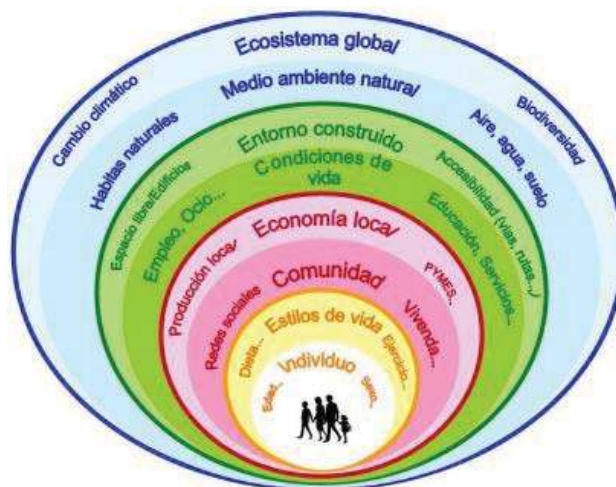 Ecosistema global
Cambio climático
Biodiversidad
Medio ambiente natural
Habitas naturales
Aire, agua, suelo
Entorno construido
Espacio libre/Edificios
Accesibilidad (vías, rutas...,)
Condiciones de
vida
Empleo, Ocio...
Educación, Servicios...
Economía local
Producción local
PYMES..
Comunidad
Redes sociales
Vivenda...
Estilos de vida
Dieta...
Ejercicio...
Individuo
Edad..
Sexo..